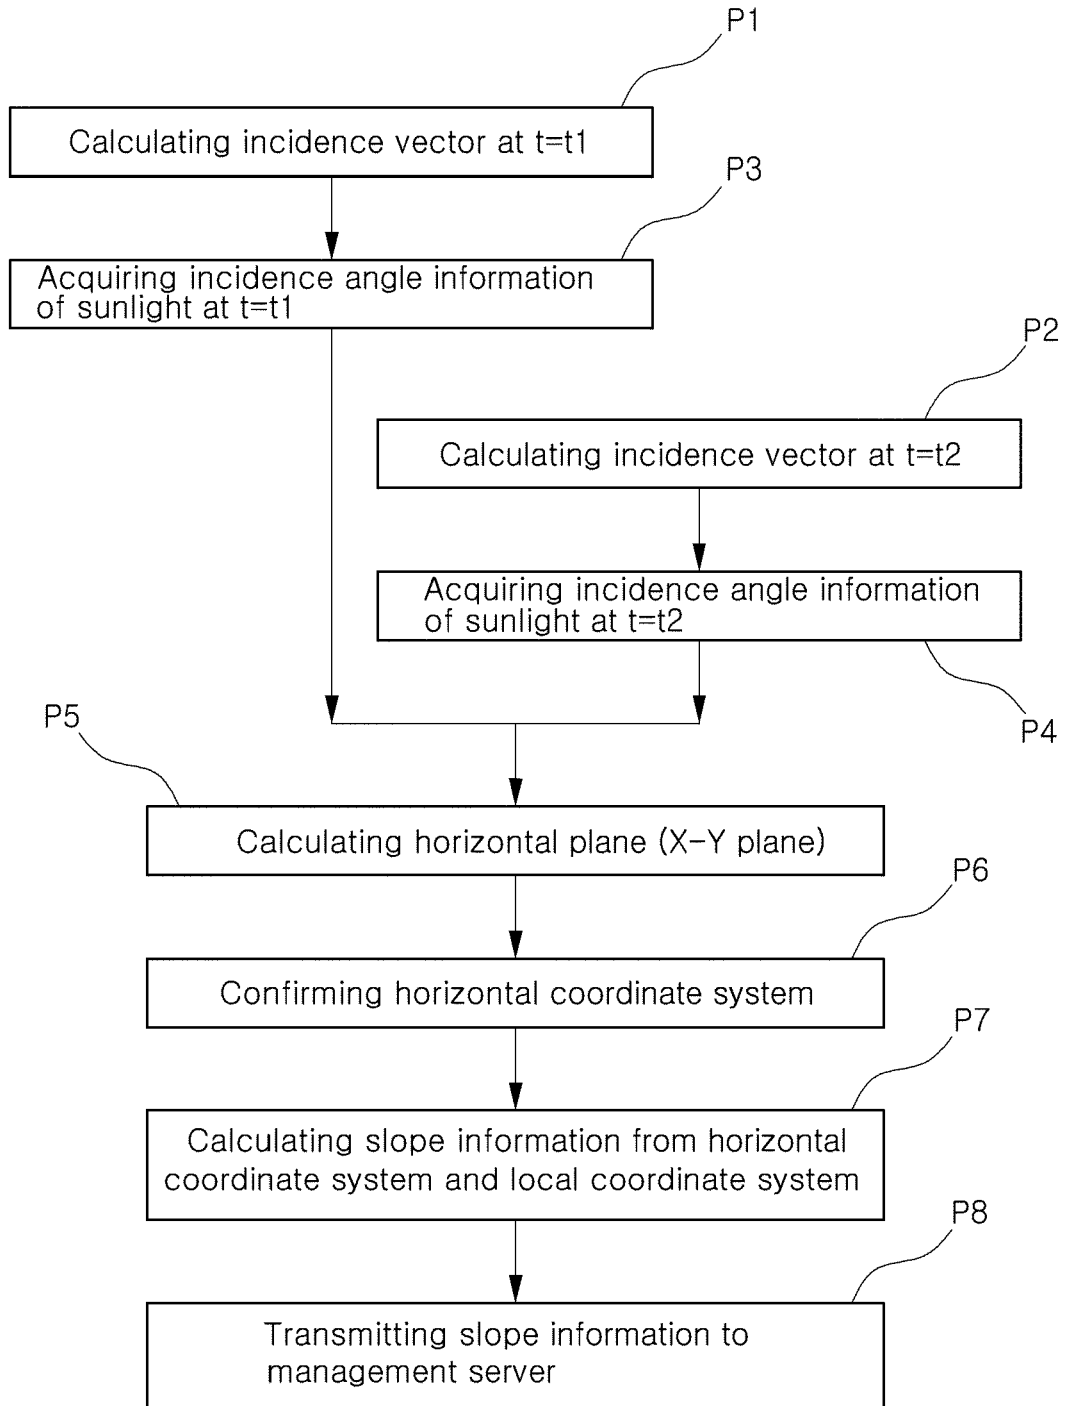 P1
Calculating incidence vector at t=t1
P3
Acquiring incidence angle information
of sunlight at t=t1
P2
Calculating incidence vector at t=t2
Acquiring incidence angle information
of sunlight at t=t2
P4
P5
Calculating horizontal plane (X-Y plane)
P6
Confirming horizontal coordinate system
P7
Calculating slope information from horizontal
coordinate system and local coordinate system
P8
Transmitting slope information to
management server